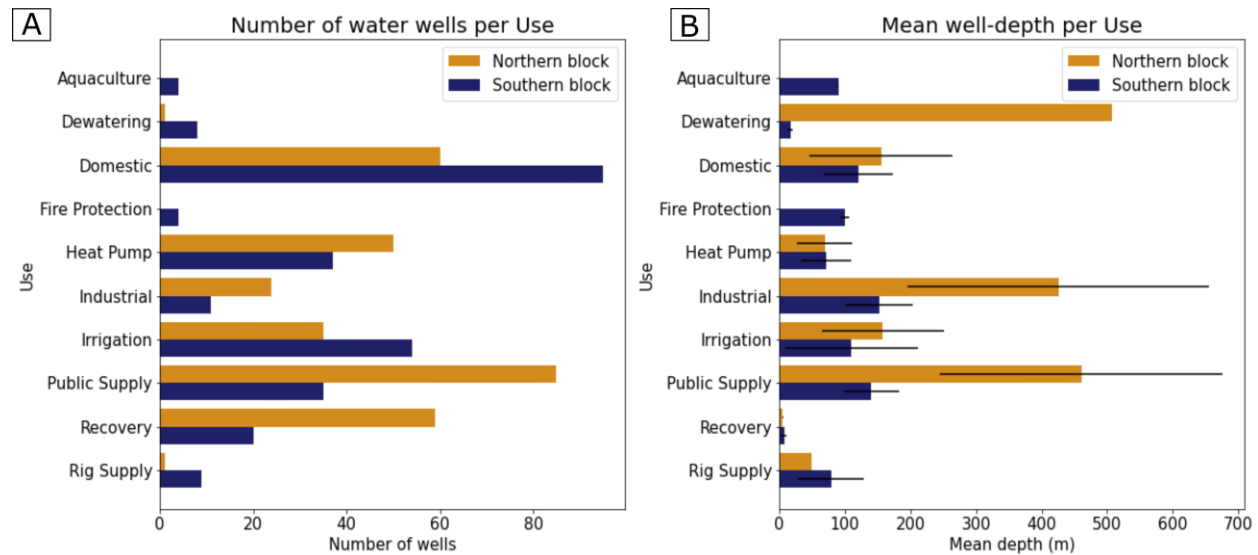 A
Number of water wells per Use
Northern block
Southern block
Use
Aquaculture
Dewatering
Domestic
Fire Protection
Heat Pump
Industrial
Irrigation
Public Supply
Recovery
Rig Supply
0 20 40 60 80
Number of wells
B
Mean well-depth per Use
Northern block
Southern block
Use
Aquaculture
Dewatering
Domestic
Fire Protection
Heat Pump
Industrial
Irrigation
Public Supply
Recovery
Rig Supply
0 100 200 300 400 500 600 700
Mean depth (m)